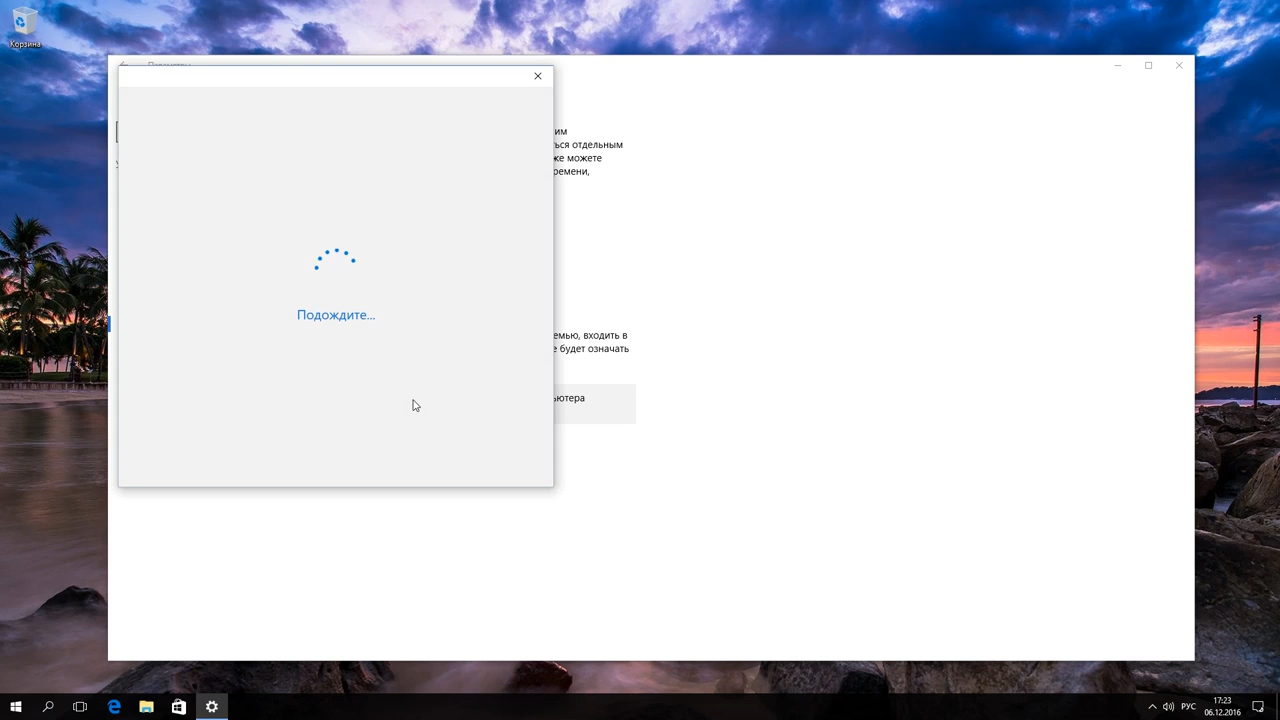 Корзина
Параметры
им
ться отдельным
же можете
ремени,
Подождите...
емью, входить в
е будет означать
ьютера
РУС
17:23
06.12.2016